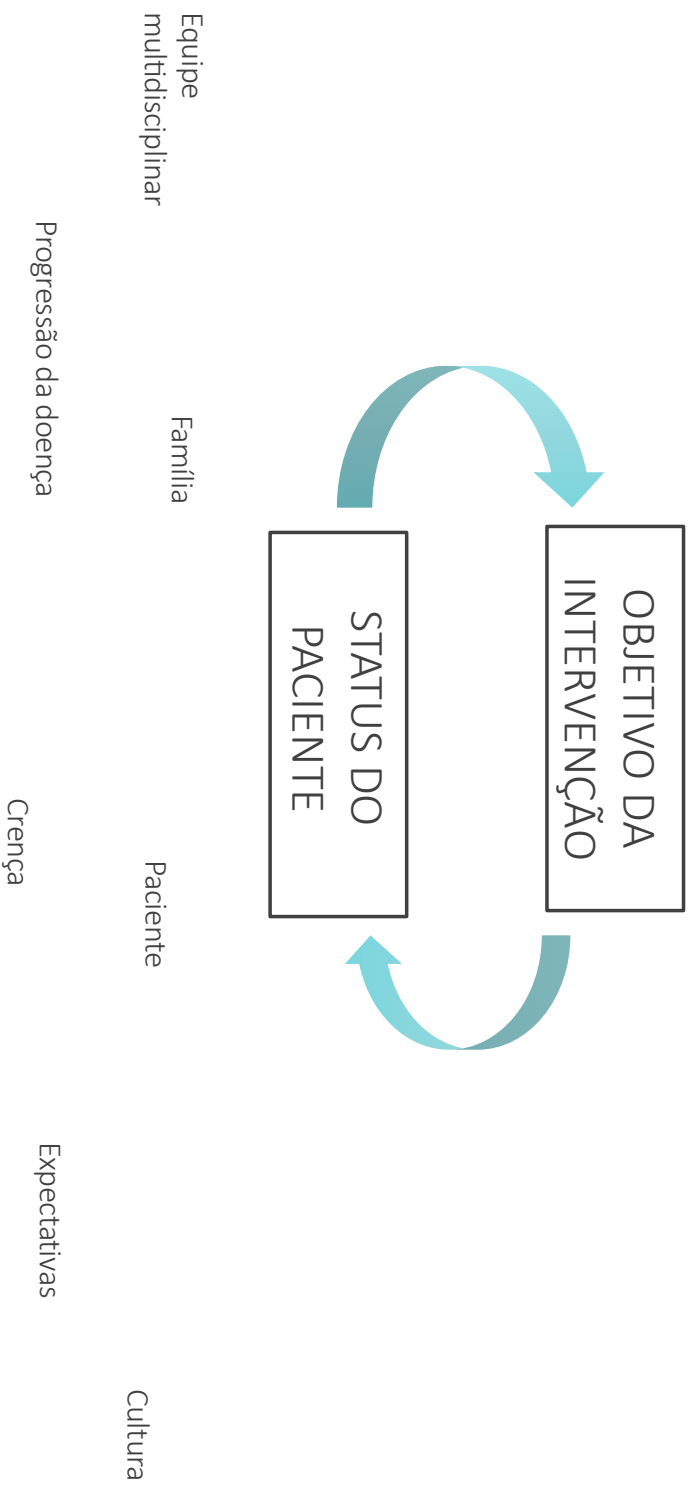 OBJETIVO DA
INTERVENÇÃO
STATUS DO
PACIENTE
Equipe
multidisciplinar
Família
Paciente
Cultura
Progressão da doença
Expectativas
Crença